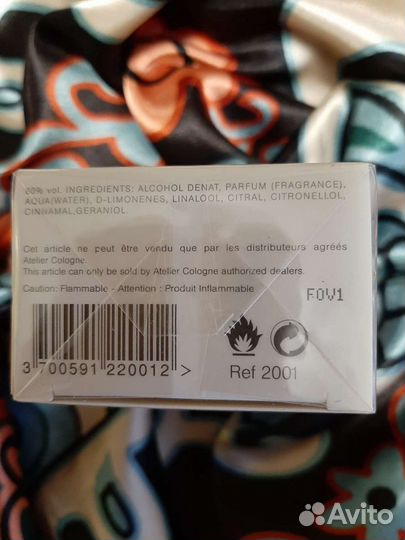 80% vol. INGREDIENTS: ALCOHOL DENAT, PARFUM (FRAGRANCE),
AQUA(WATER), D-LIMONENES, LINALOOL, CITRAL, CITRONELLOL,
CINNAMAL,GERANIOL.
Cet article ne peut être vendu que par les distributeurs agréés
Atelier Cologne.
This article can only be sold by Atelier Cologne authorized dealers.
Caution: Flammable - Attention : Produit Inflammable
F0V1
3 700591 220012 >
Ref 2001
Avito